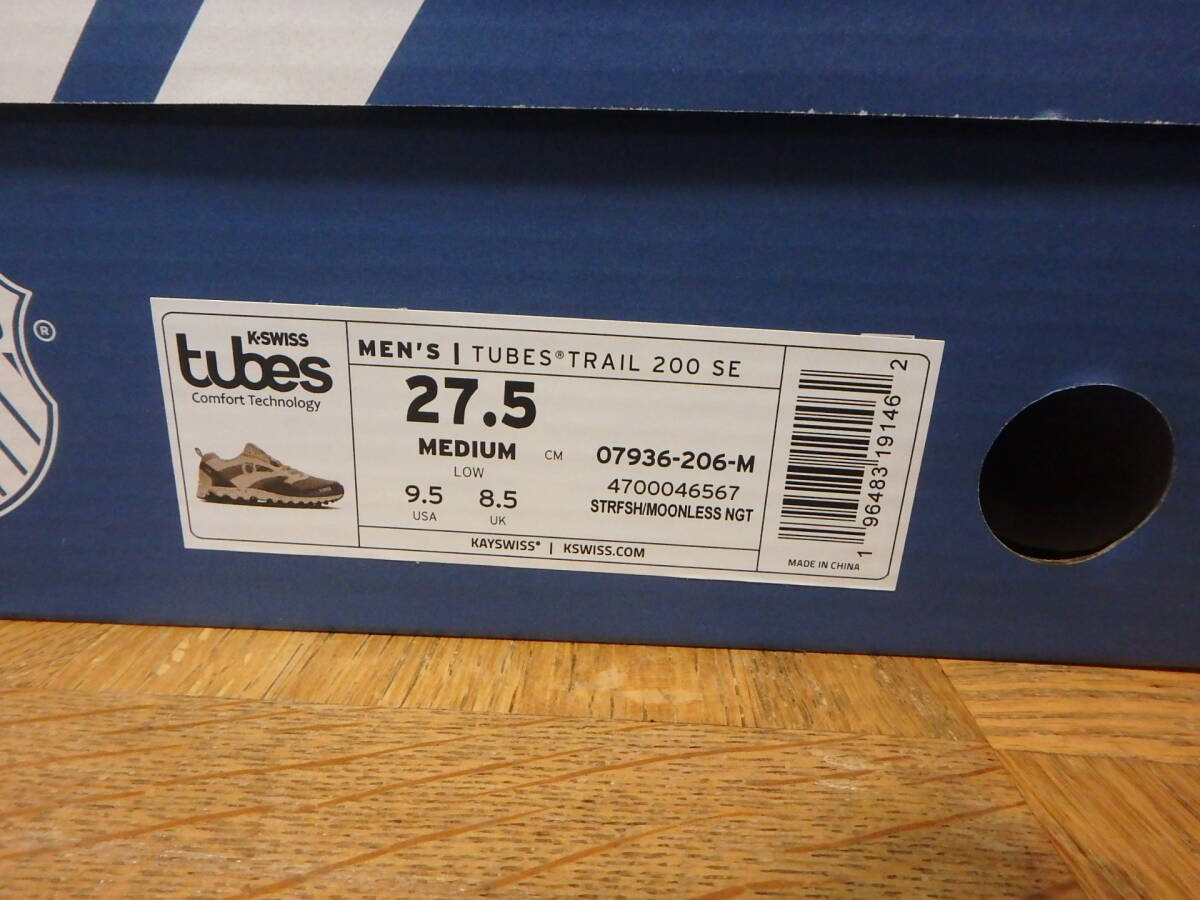 ®
K·SWISS
tubes
Comfort Technology
MEN'S | TUBES® TRAIL 200 SE
27.5
MEDIUM CM
LOW
9.5 8.5
USA UK
07936-206-M
4700046567
STRFSH/MOONLESS NGT
KAYSWISS® | KSWISS.COM
1 96483 19146 2
MADE IN CHINA